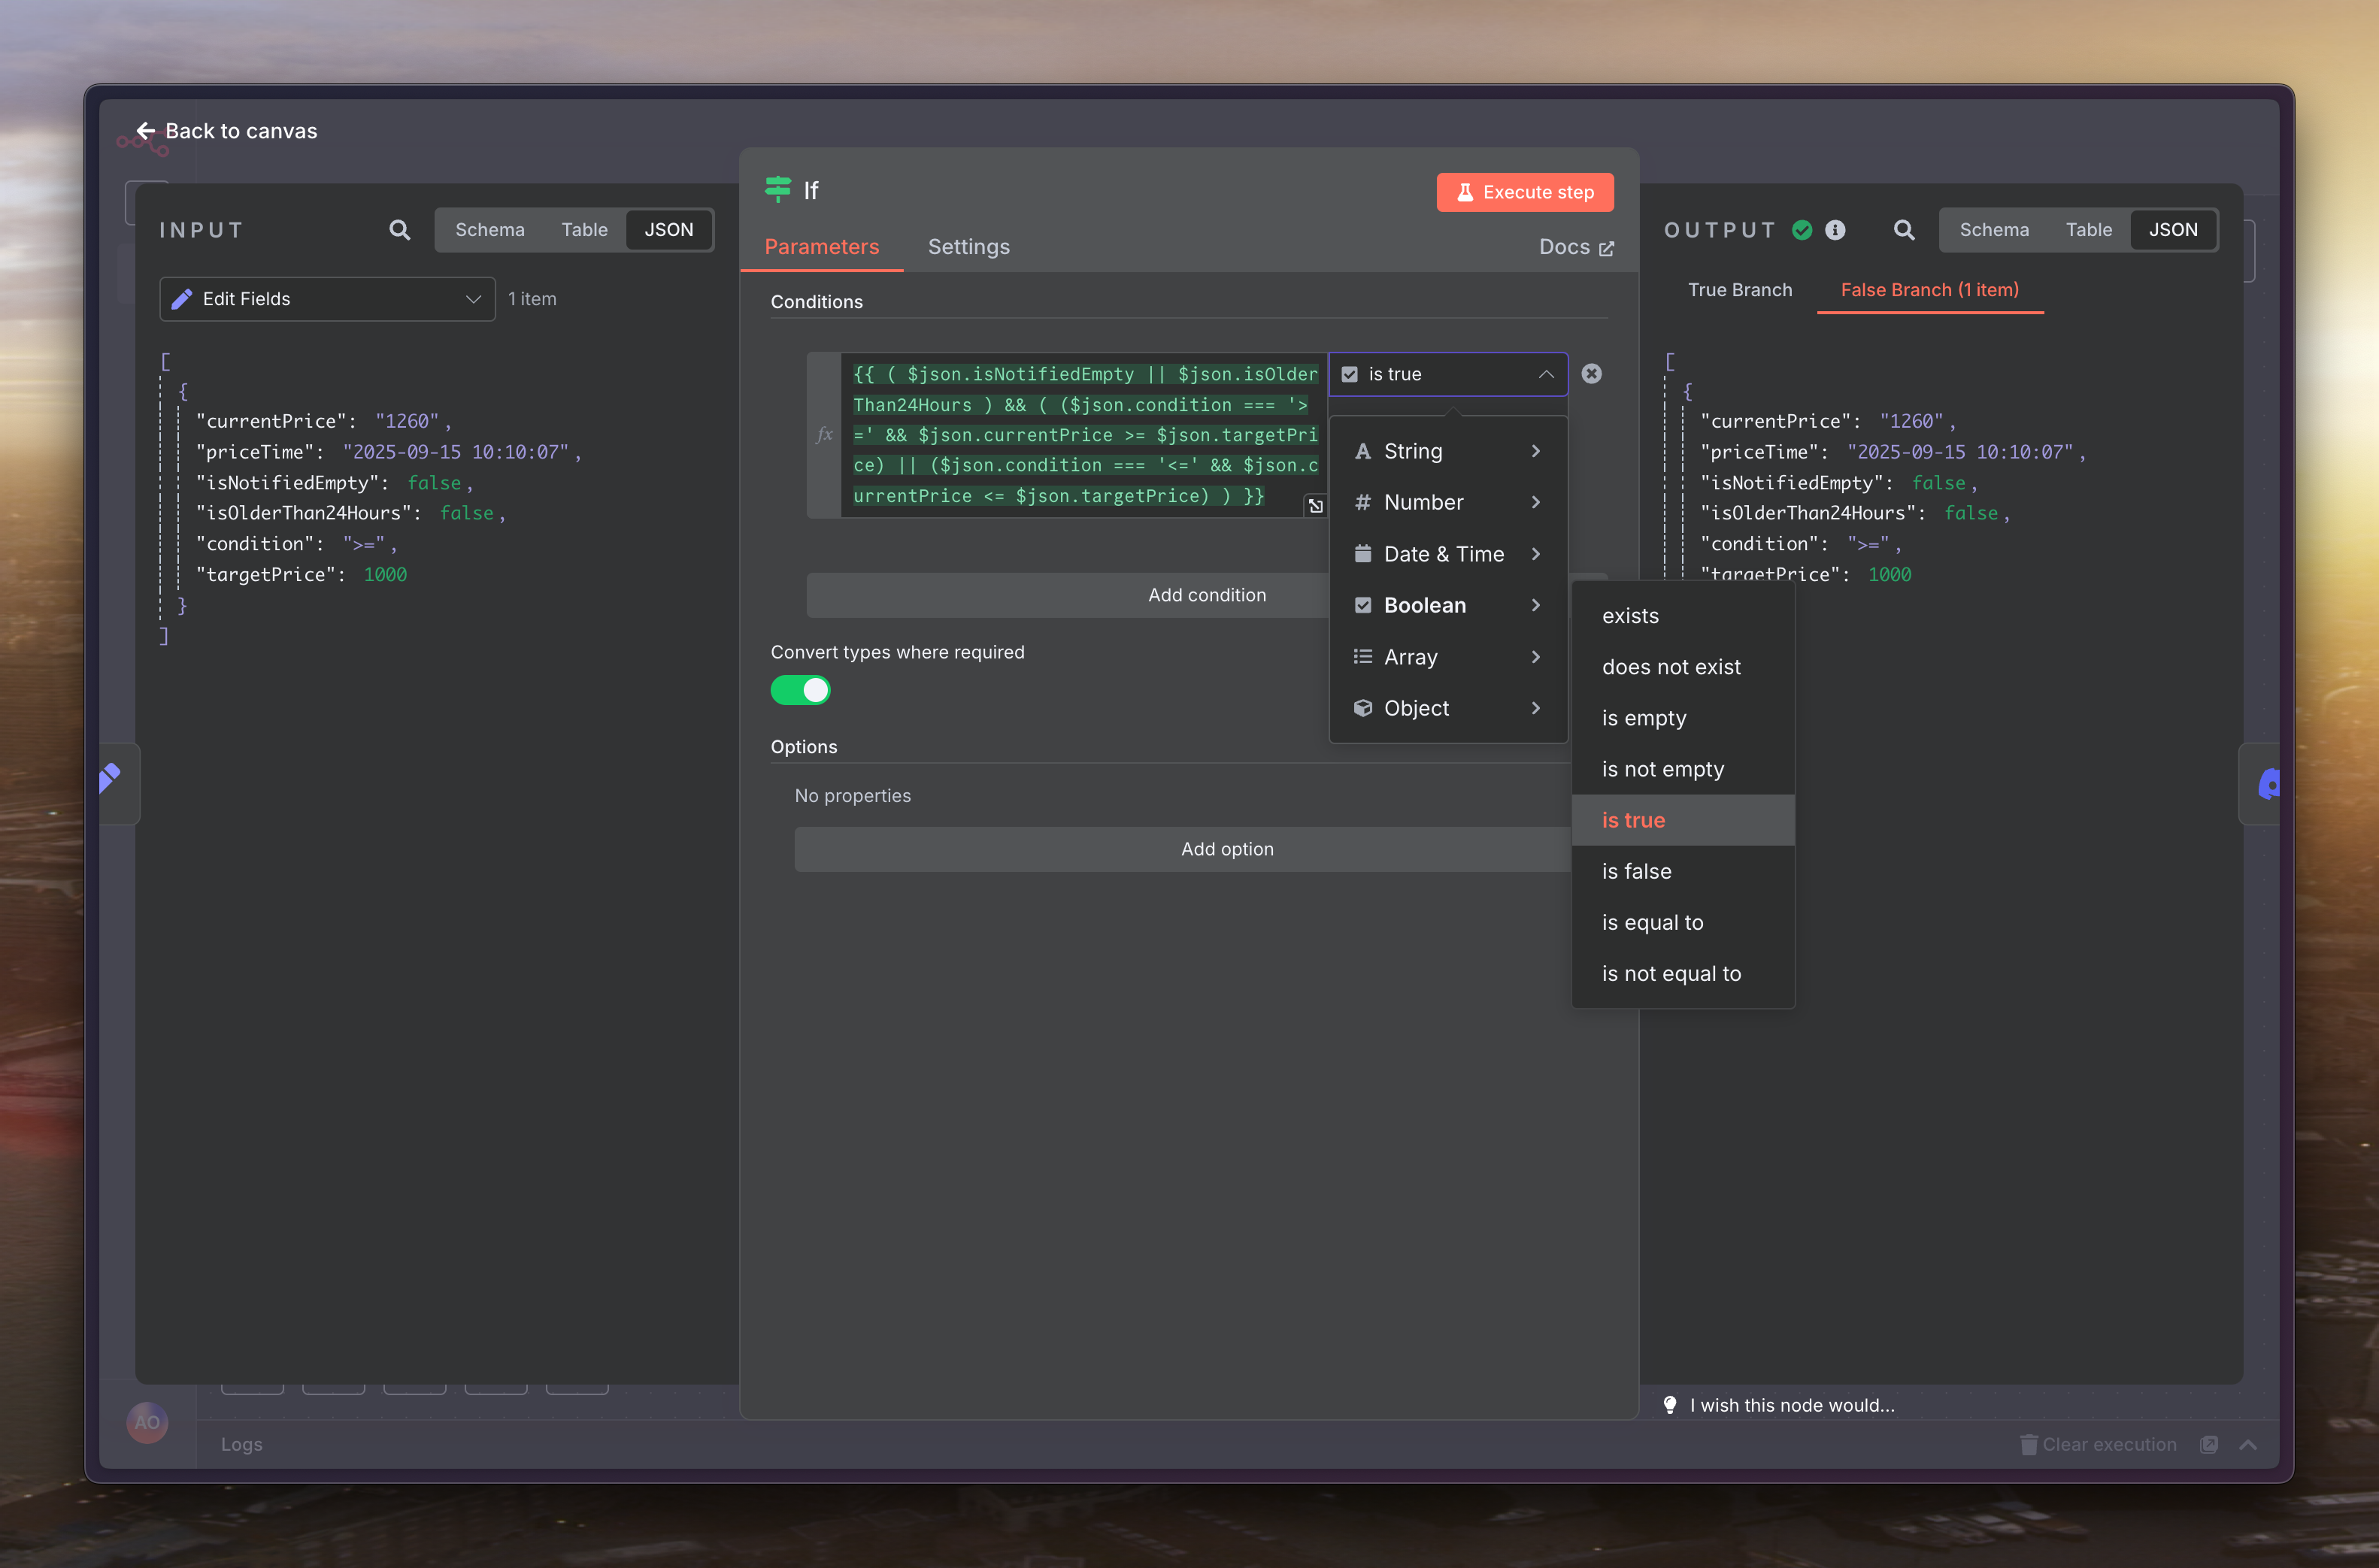 Back to canvas
INPUT
Schema Table JSON
Edit Fields
1 item
[
{
"currentPrice": "1260",
"priceTime": "2025-09-15 10:10:07",
"isNotifiedEmpty": false,
"isOlderThan24Hours": false,
"condition": ">=",
"targetPrice": 1000
}
]
If
Execute step
Parameters Settings
Docs
Conditions
fx
{{ ( $json.isNotifiedEmpty || $json.isOlder
Than24Hours ) && ( ($json.condition === '>
=' && $json.currentPrice >= $json.targetPri
ce) || ($json.condition === '<=' && $json.c
urrentPrice <= $json.targetPrice) ) }}
is true
String
Number
Date & Time
Boolean
Array
Object
exists
does not exist
is empty
is not empty
is true
is false
is equal to
is not equal to
Add condition
Convert types where required
Options
No properties
Add option
OUTPUT
Schema Table JSON
True Branch False Branch (1 item)
[
{
"currentPrice": "1260",
"priceTime": "2025-09-15 10:10:07",
"isNotifiedEmpty": false,
"isOlderThan24Hours": false,
"condition": ">=",
"targetPrice": 1000
I wish this node would...
AO
Logs
Clear execution